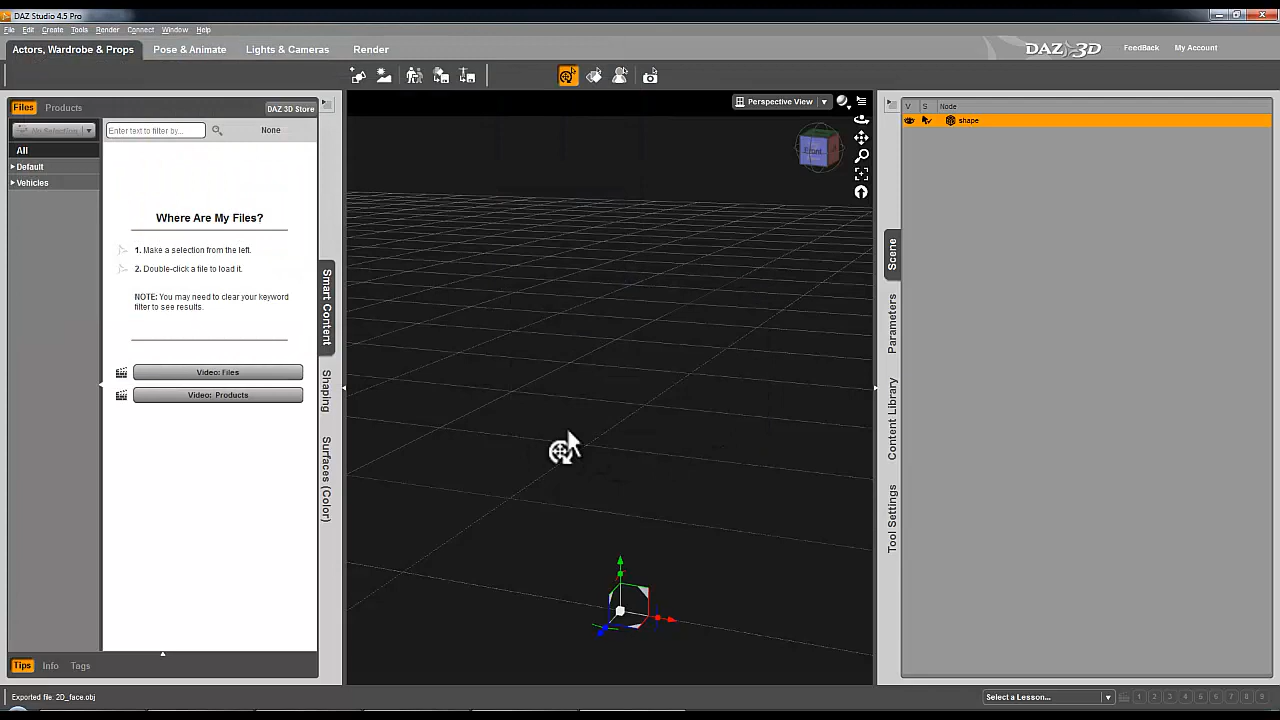 DAZ Studio 4.5 Pro
File Edit Create Tools Render Connect Window Help
Actors, Wardrobe & Props Pose & Animate Lights & Cameras Render
DAZ 3D FeedBack My Account
Files Products DAZ 3D Store
No Selection Enter text to filter by... None
All
Default
Vehicles
Where Are My Files?
1. Make a selection from the left.
2. Double-click a file to load it.
NOTE: You may need to clear your keyword
filter to see results.
Video: Files
Video: Products
Tips Info Tags
Smart Content
Shaping
Surfaces (Color)
Perspective View
Front
V S Node
shape
Scene
Parameters
Content Library
Tool Settings
Exported file: 2D_face.obj
Select a Lesson...